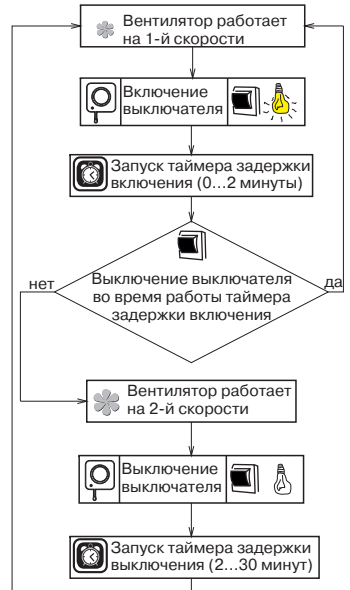 Вентилятор работает
на 1-й скорости
Включение
выключателя
Запуск таймера задержки
включения (0...2 минуты)
нет
да
Выключение выключателя
во время работы таймера
задержки включения
Вентилятор работает
на 2-й скорости
Выключение
выключателя
Запуск таймера задержки
выключения (2...30 минут)